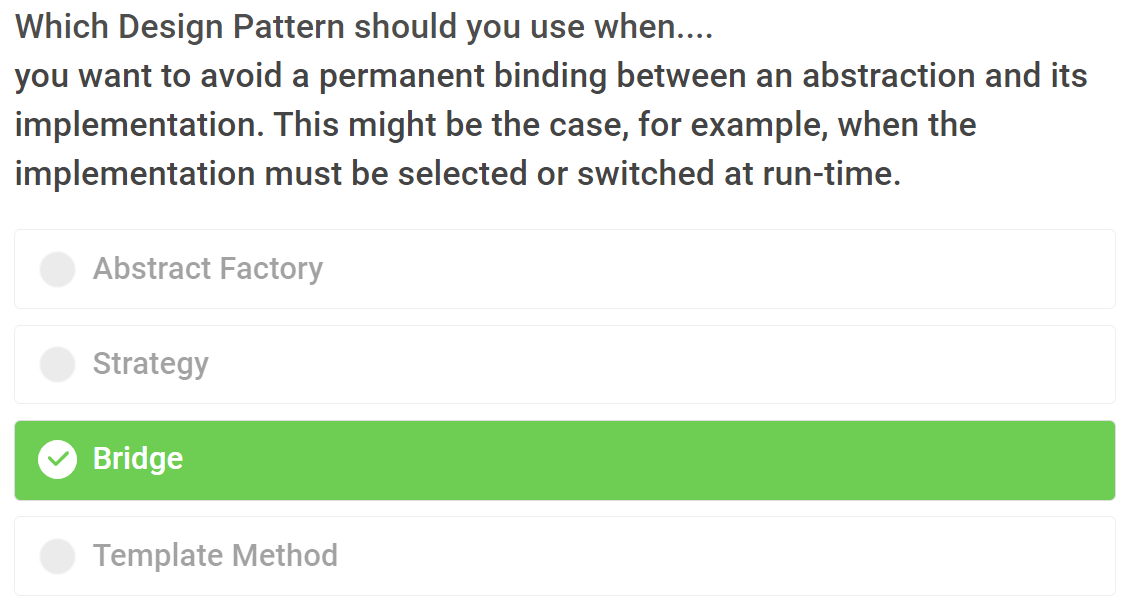 Which Design Pattern should you use when....
you want to avoid a permanent binding between an abstraction and its
implementation. This might be the case, for example, when the
implementation must be selected or switched at run-time.
Abstract Factory
Strategy
Bridge
Template Method